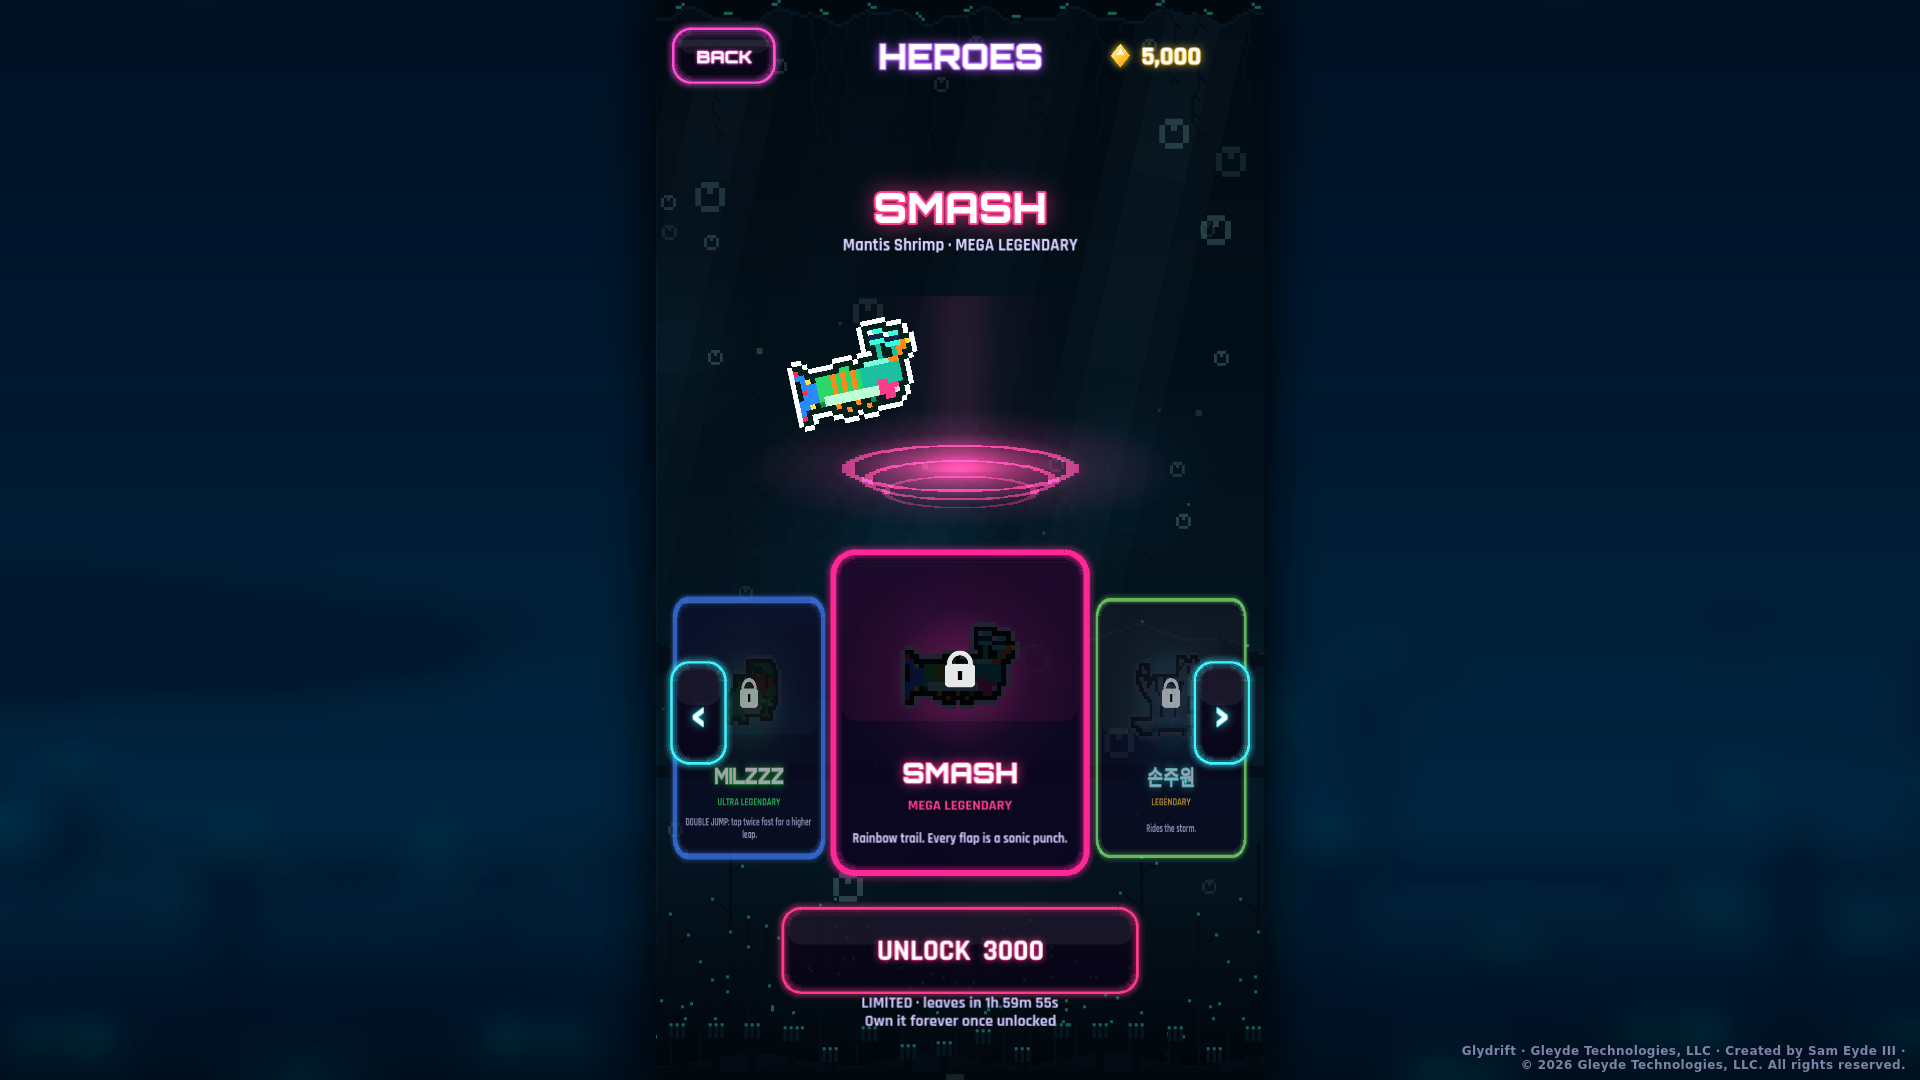 BACK
HEROES
5,000
SMASH
Mantis Shrimp · MEGA LEGENDARY
<
>
MILZZZ
ULTRA LEGENDARY
DOUBLE JUMP: tap twice fast for a higher
leap.
SMASH
MEGA LEGENDARY
Rainbow trail. Every flap is a sonic punch.
손주원
LEGENDARY
Rides the storm.
UNLOCK 3000
LIMITED · leaves in 1h 59m 55s
Own it forever once unlocked
Glydrift · Gleyde Technologies, LLC · Created by Sam Eyde III ·
© 2026 Gleyde Technologies, LLC. All rights reserved.